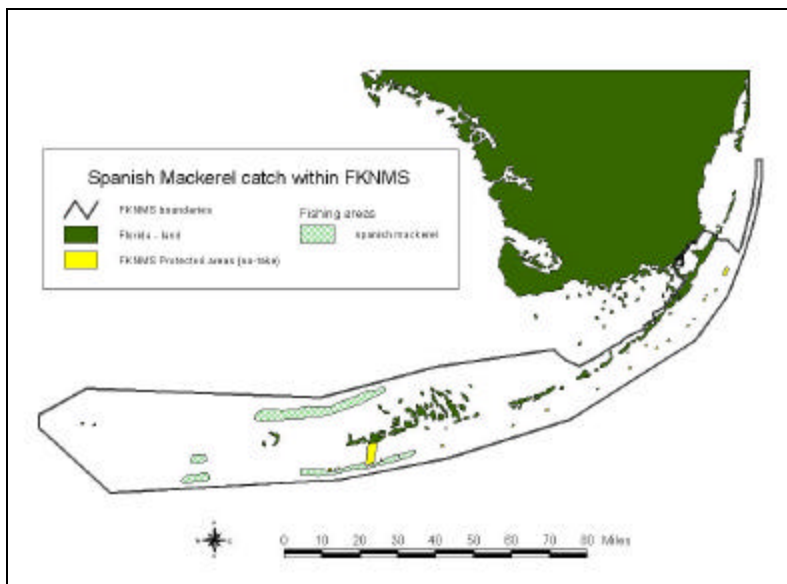 Spanish Mackerel catch within FKNMS
FKNMS boundaries
Florida - land
FKNMS Protected areas (no-take)
Fishing areas
spanish mackerel
N
E
S
0 10 20 30 40 50 60 70 80 Miles